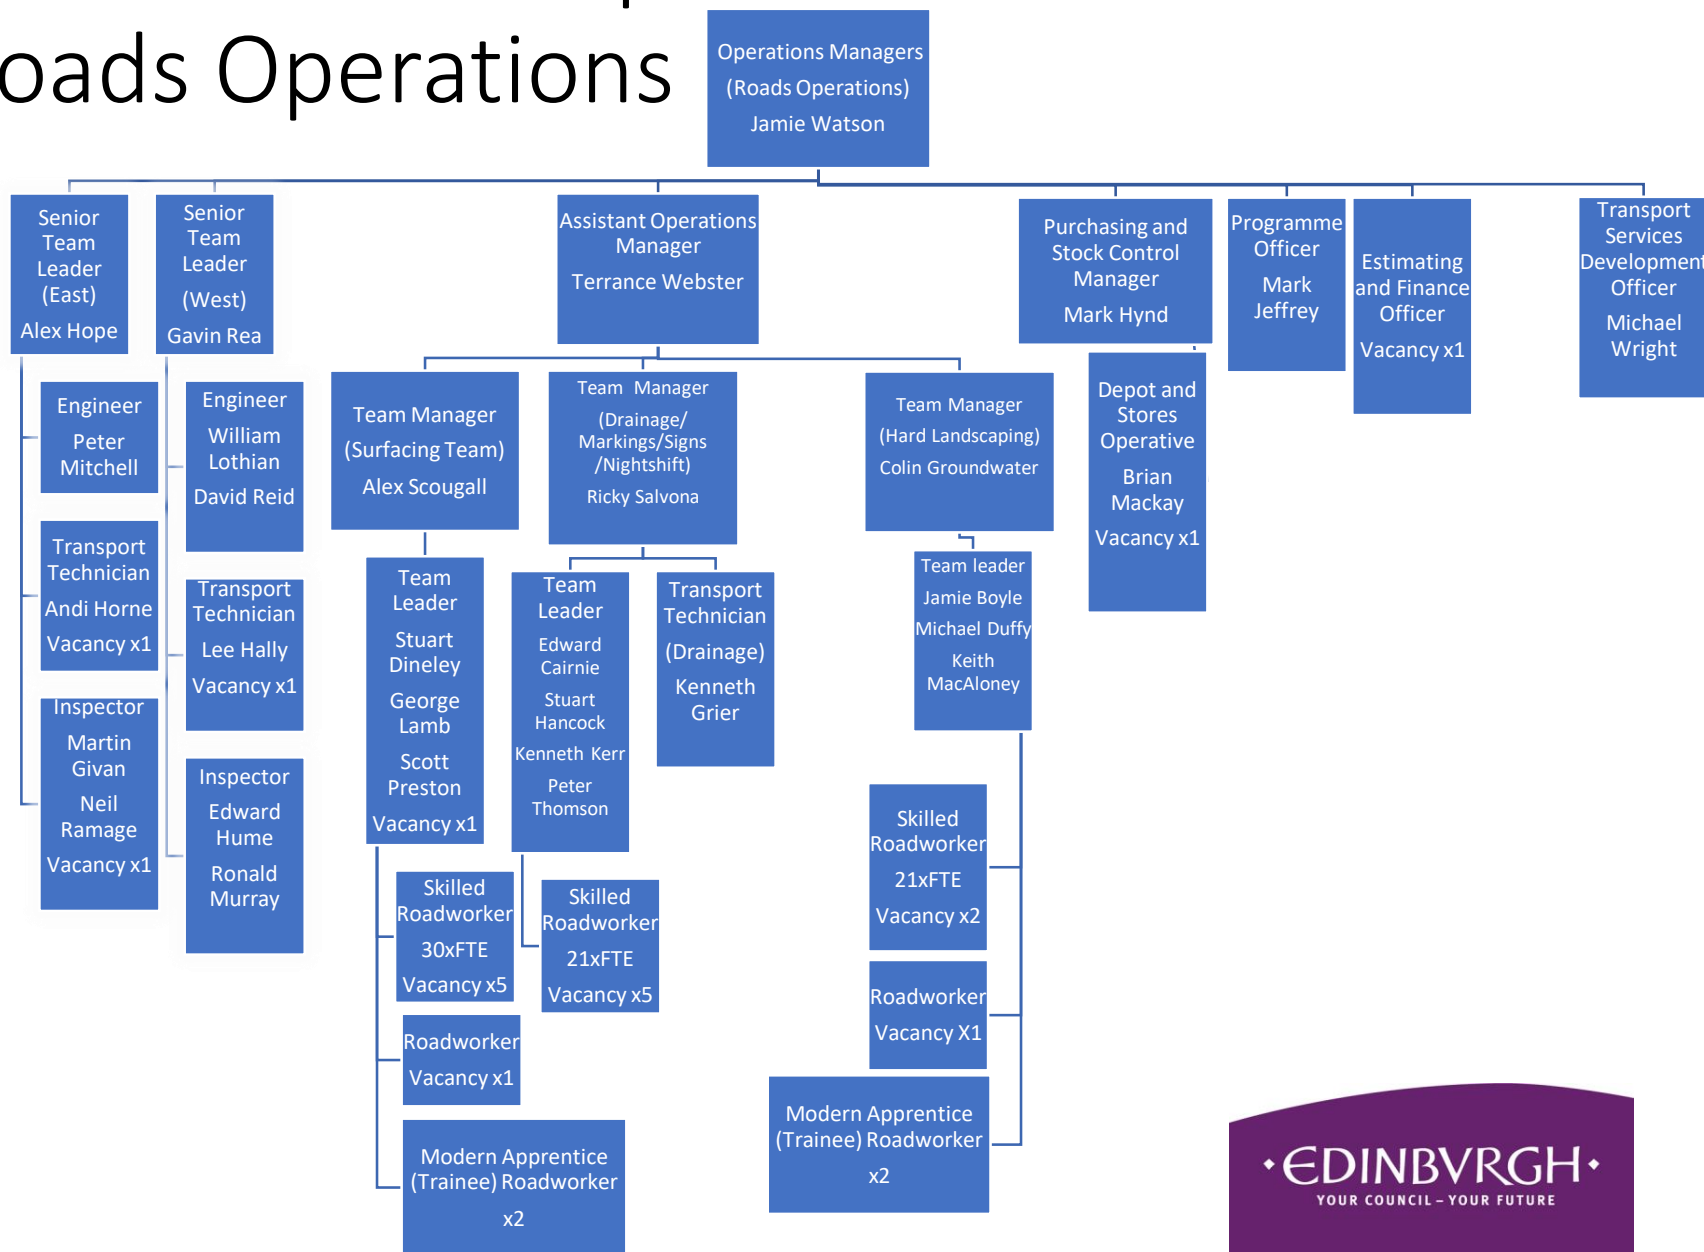 oads Operations
Operations Managers
(Roads Operations)
Jamie Watson
Senior
Team
Leader
(East)
Alex Hope
Senior
Team
Leader
(West)
Gavin Rea
Assistant Operations
Manager
Terrance Webster
Purchasing and
Stock Control
Manager
Mark Hynd
Programme
Officer
Mark
Jeffrey
Estimating
and Finance
Officer
Vacancy x1
Transport
Services
Development
Officer
Michael
Wright
Engineer
Peter
Mitchell
Transport
Technician
Andi Horne
Vacancy x1
Inspector
Martin
Givan
Neil
Ramage
Vacancy x1
Engineer
William
Lothian
David Reid
Transport
Technician
Lee Hally
Vacancy x1
Inspector
Edward
Hume
Ronald
Murray
Team Manager
(Surfacing Team)
Alex Scougall
Team Manager
(Drainage/
Markings/Signs
/Nightshift)
Ricky Salvona
Team Manager
(Hard Landscaping)
Colin Groundwater
Depot and
Stores
Operative
Brian
Mackay
Vacancy x1
Team
Leader
Stuart
Dineley
George
Lamb
Scott
Preston
Vacancy x1
Team
Leader
Edward
Cairnie
Stuart
Hancock
Kenneth Kerr
Peter
Thomson
Transport
Technician
(Drainage)
Kenneth
Grier
Team leader
Jamie Boyle
Michael Duffy
Keith
MacAloney
Skilled
Roadworker
30xFTE
Vacancy x5
Roadworker
Vacancy x1
Modern Apprentice
(Trainee) Roadworker
x2
Skilled
Roadworker
21xFTE
Vacancy x5
Skilled
Roadworker
21xFTE
Vacancy x2
Roadworker
Vacancy X1
Modern Apprentice
(Trainee) Roadworker
x2
•EDINBVRGH•
YOUR COUNCIL – YOUR FUTURE